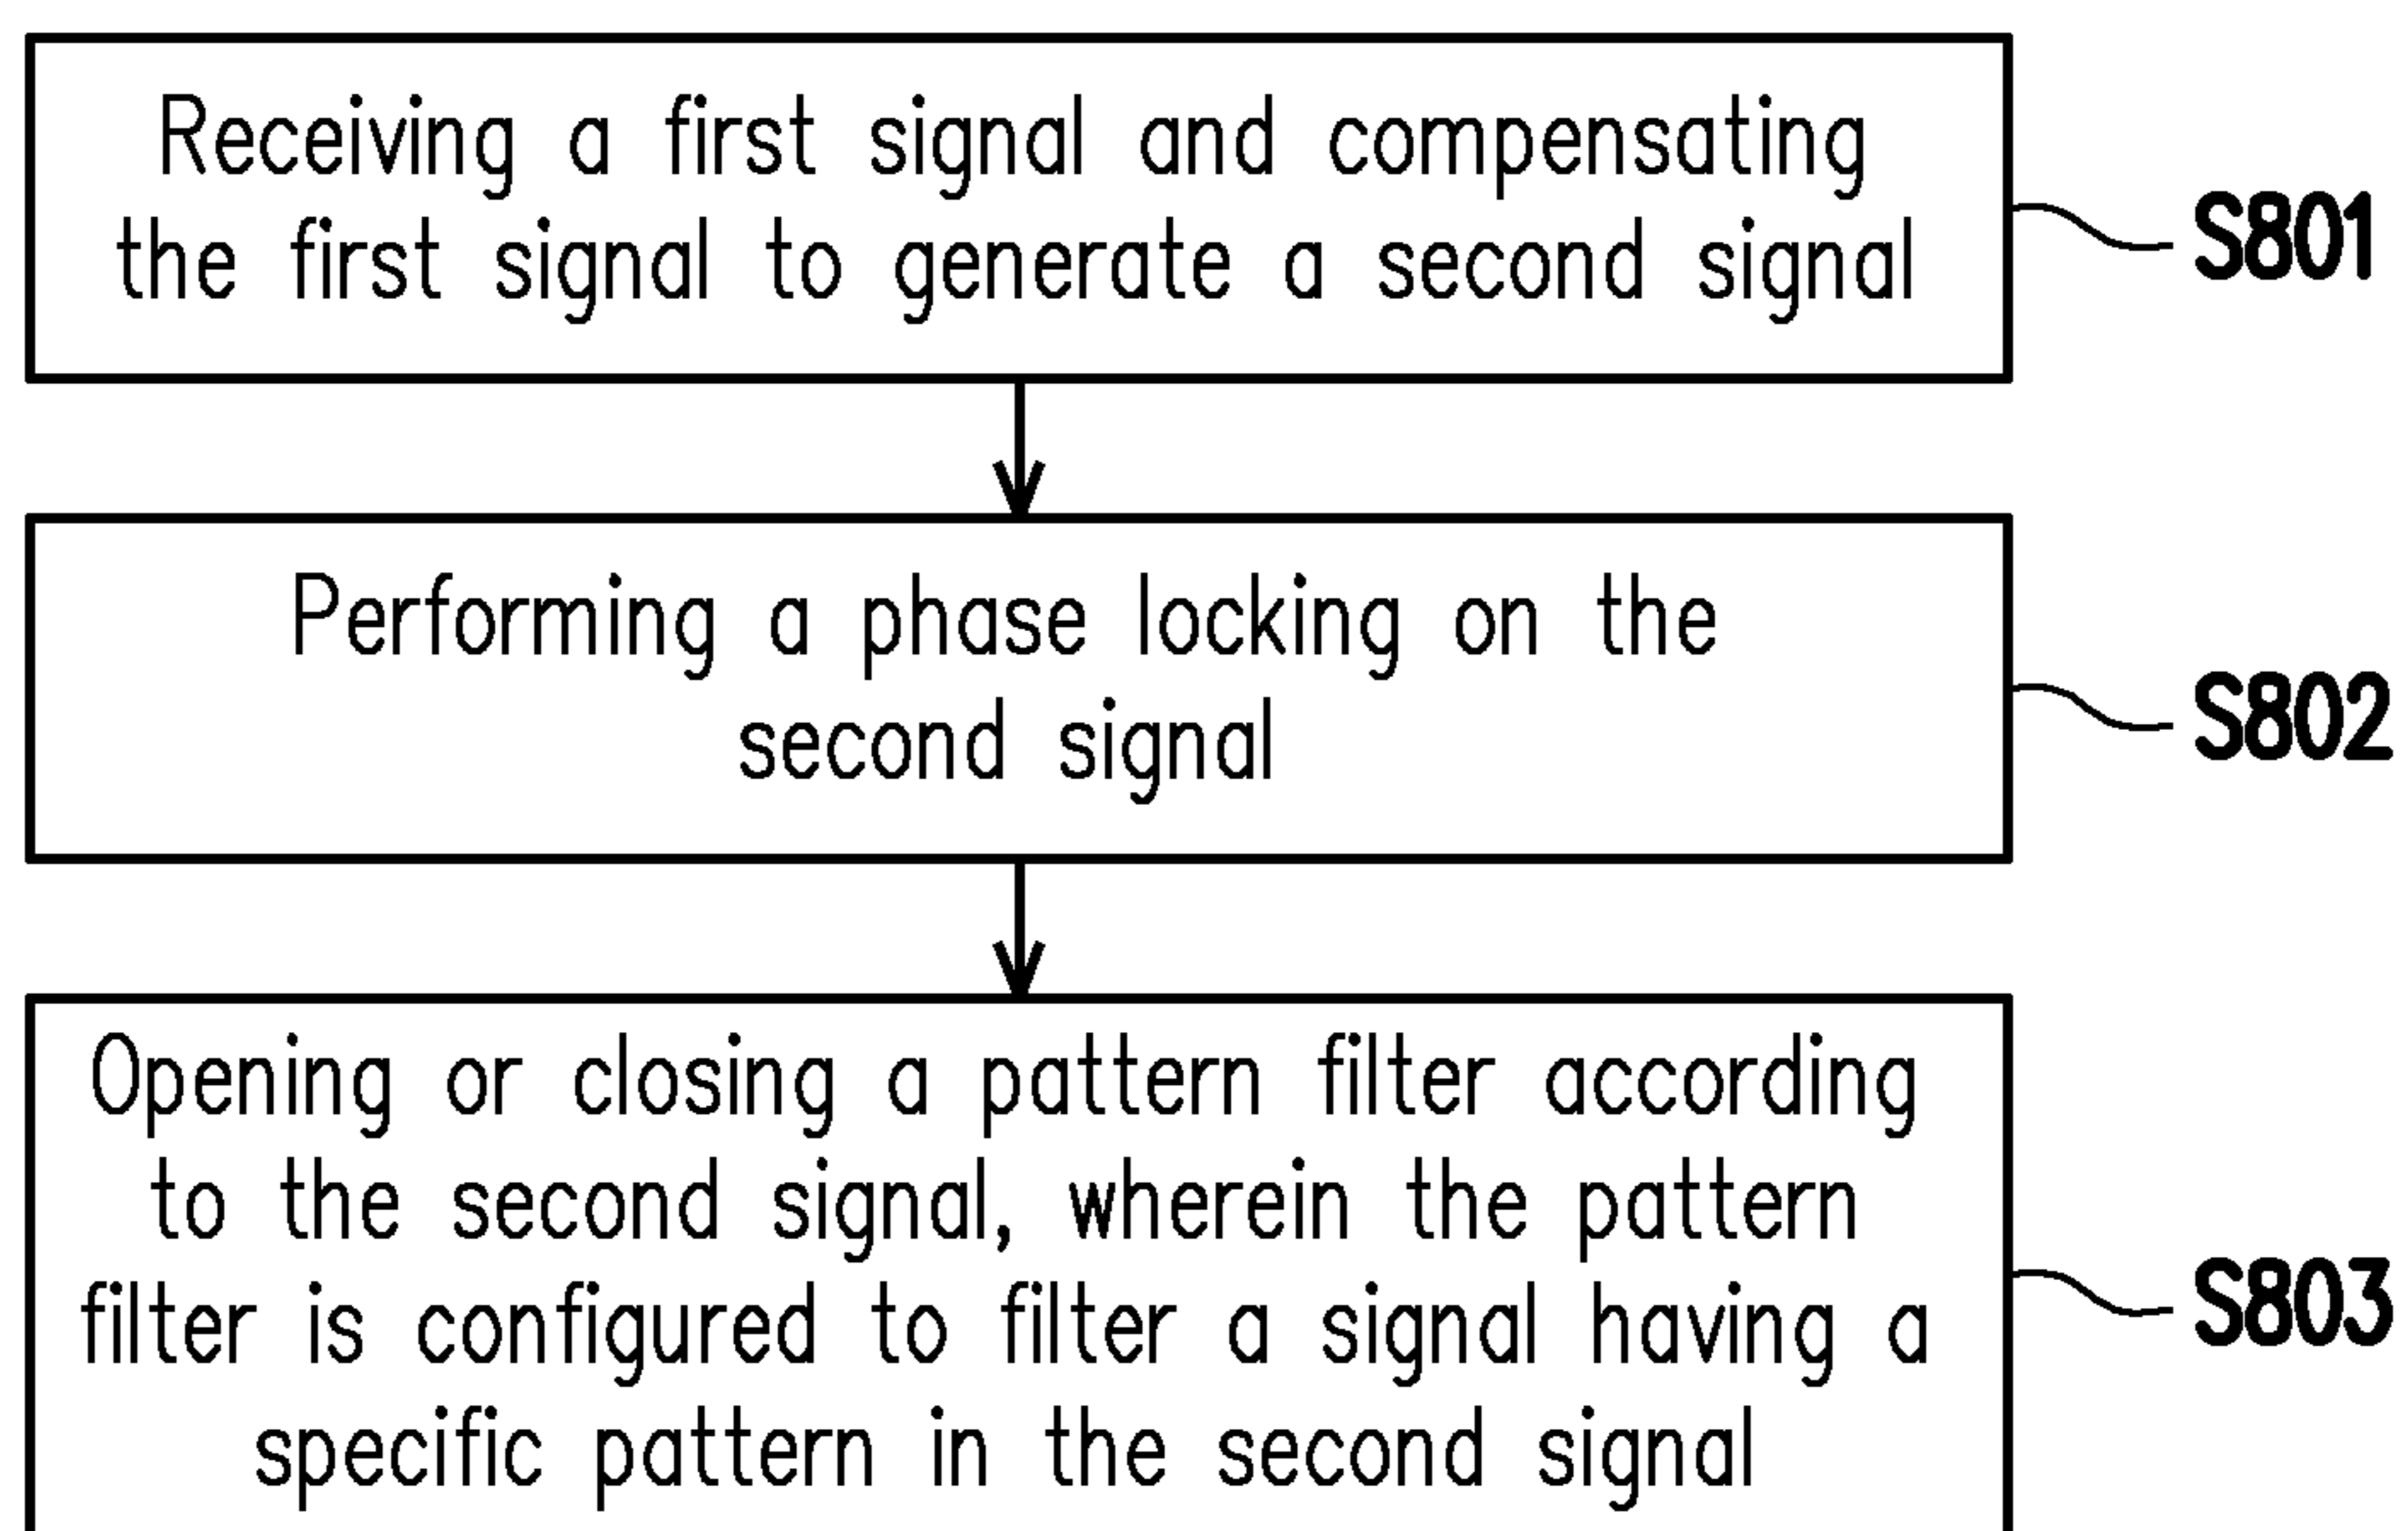 Receiving a first signal and compensating
the first signal to generate a second signal
S801
Performing a phase locking on the
second signal
S802
Opening or closing a pattern filter according
to the second signal, wherein the pattern
filter is configured to filter a signal having a
specific pattern in the second signal
S803